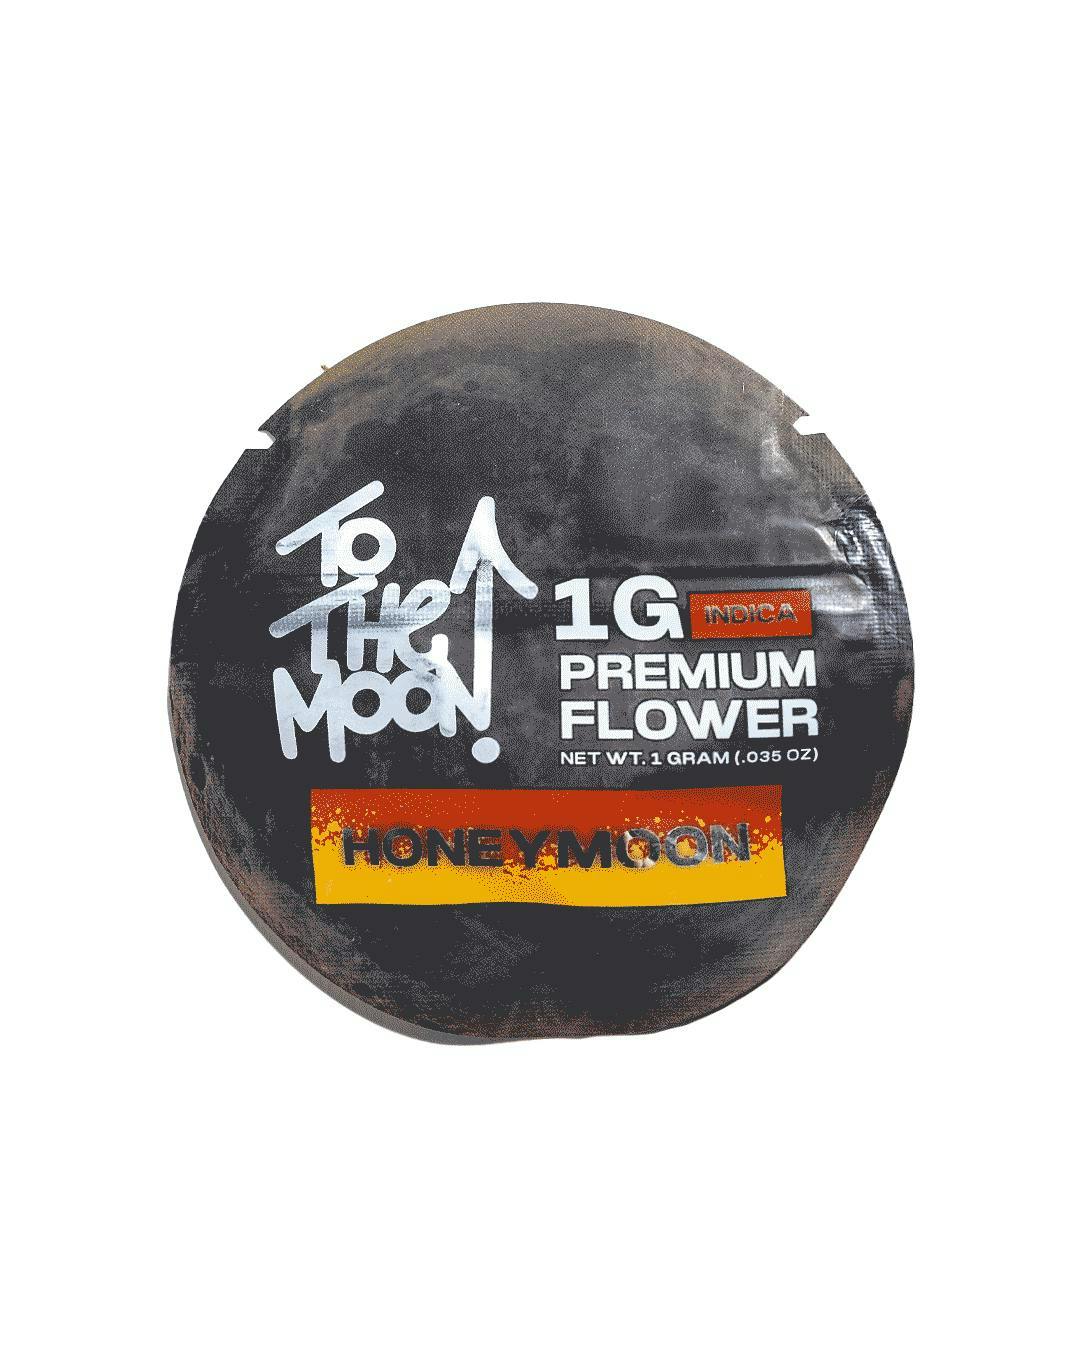 TO
THE
MOON!
1G INDICA
PREMIUM
FLOWER
NET WT. 1 GRAM (.035 OZ)
HONEYMOON